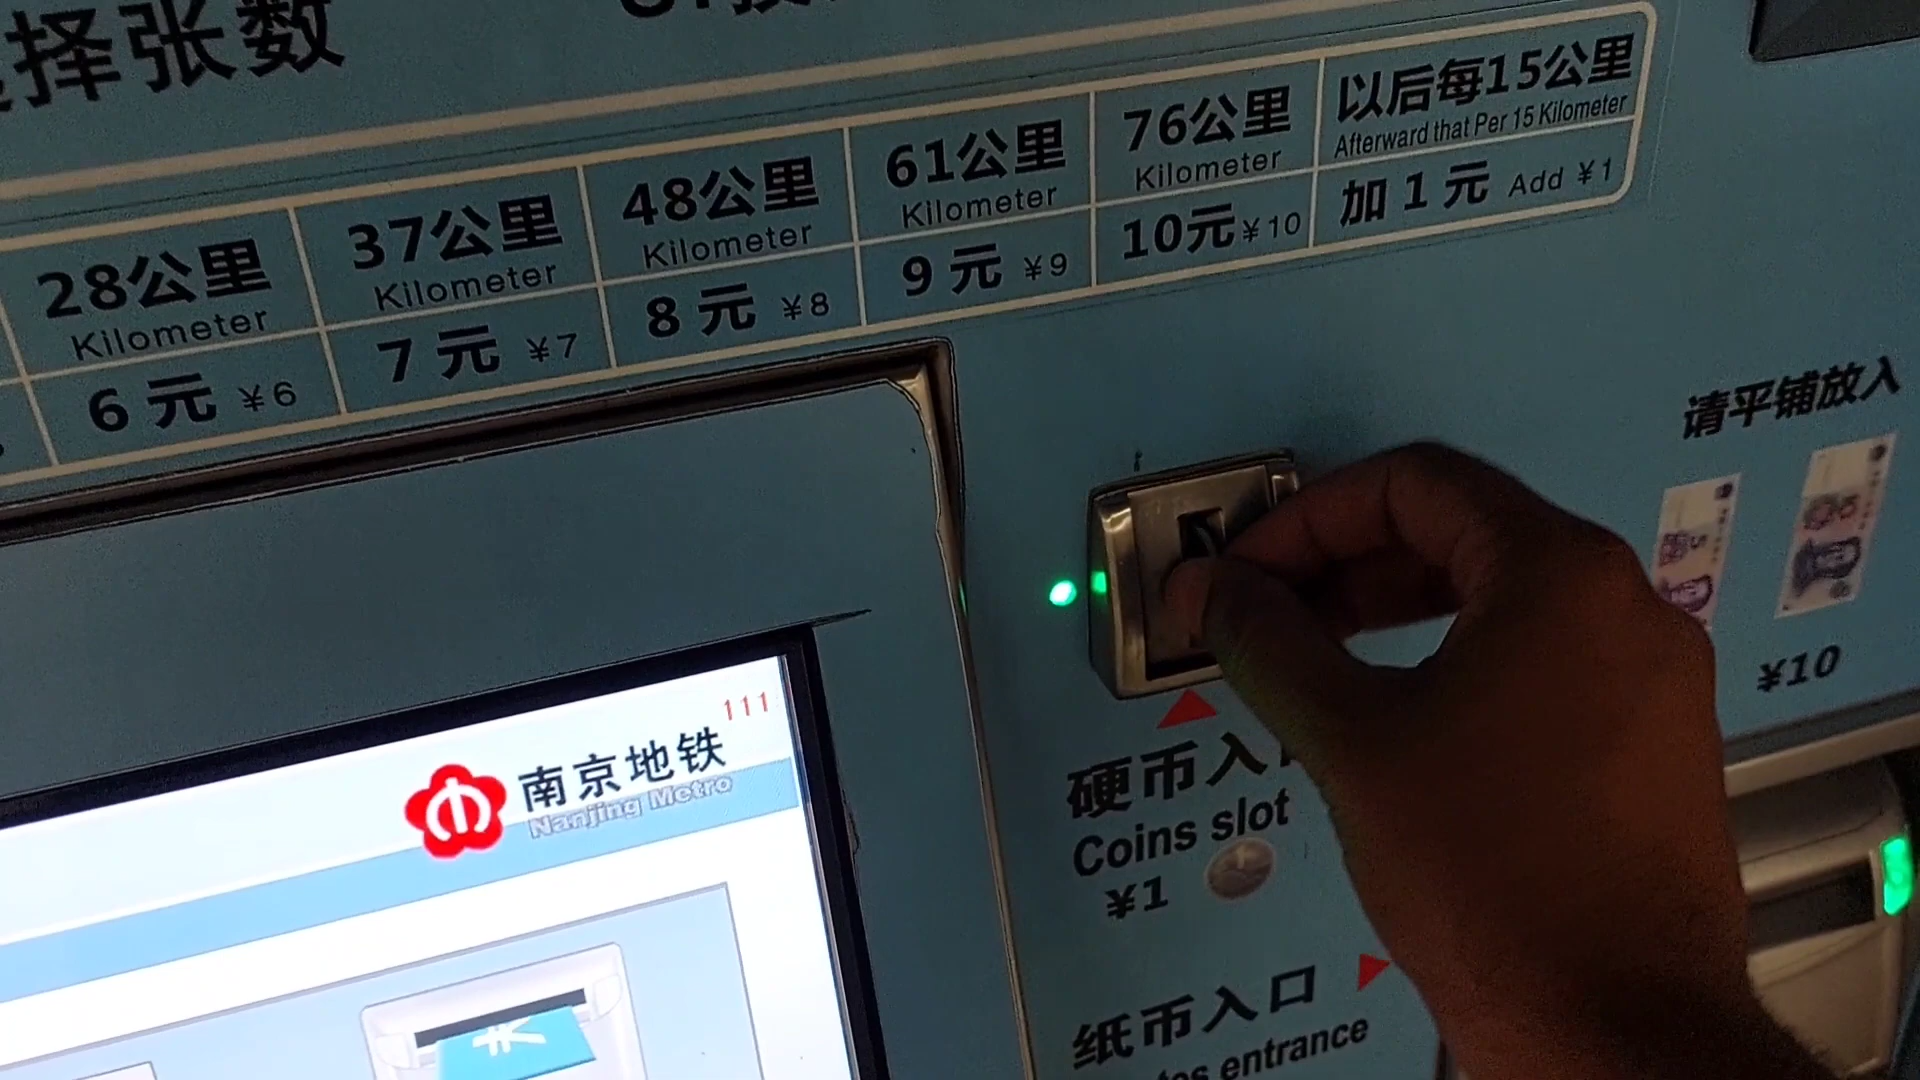 择张数
28公里
Kilometer
6 元 ¥6
37公里
Kilometer
7 元 ¥7
48公里
Kilometer
8 元 ¥8
61公里
Kilometer
9 元 ¥9
76公里
Kilometer
10元 ¥10
以后每15公里
Afterward that Per 15 Kilometer
加 1 元 Add ¥1
请平铺放入
¥10
111
南京地铁
Nanjing Metro
硬币入
Coins slot
¥1
纸币入口
entrance